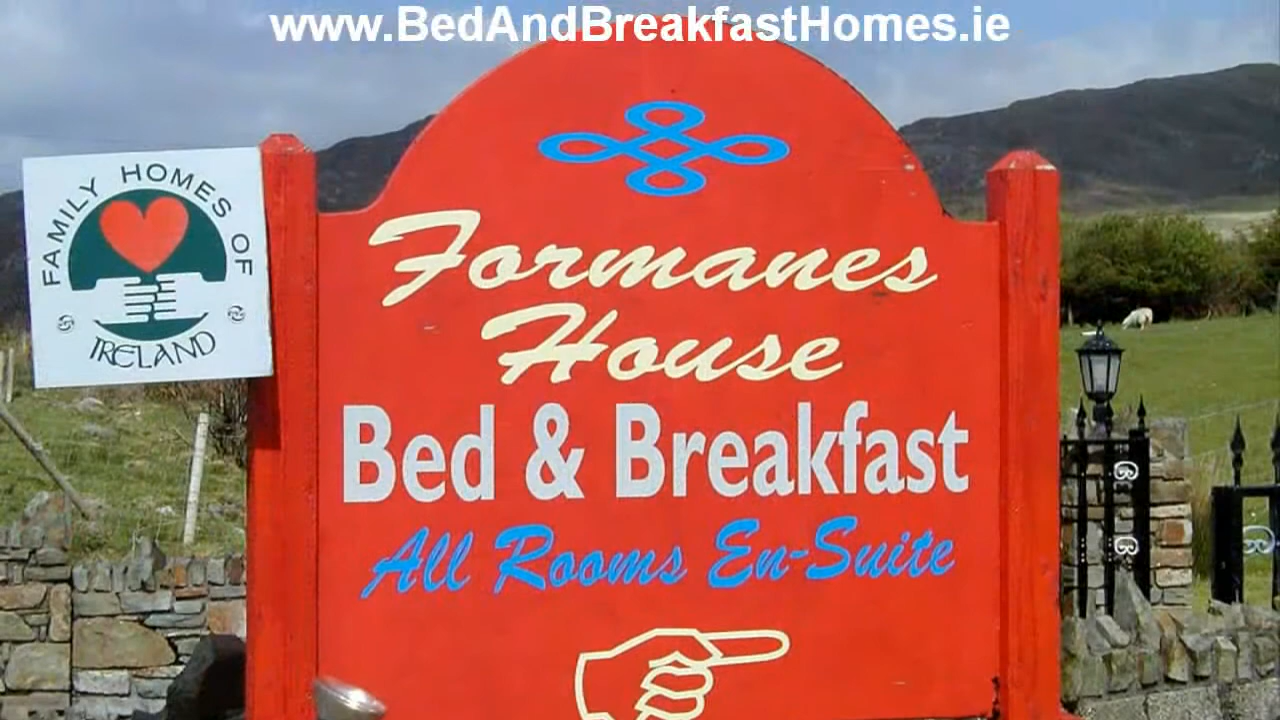 www.BedAndBreakfastHomes.ie
FAMILY HOMES OF
IRELAND
Formanes
House
Bed & Breakfast
All Rooms En-Suite